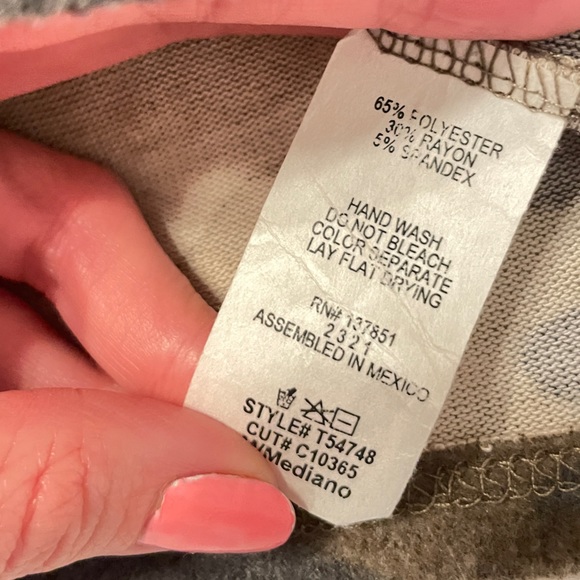 65% POLYESTER
30% RAYON
5% SPANDEX
HAND WASH
DO NOT BLEACH
COLOR SEPARATE
LAY FLAT DRYING
RN# 137851
2 3 2 1
ASSEMBLED IN MEXICO
STYLE# T54748
CUT# C10365
/Mediano